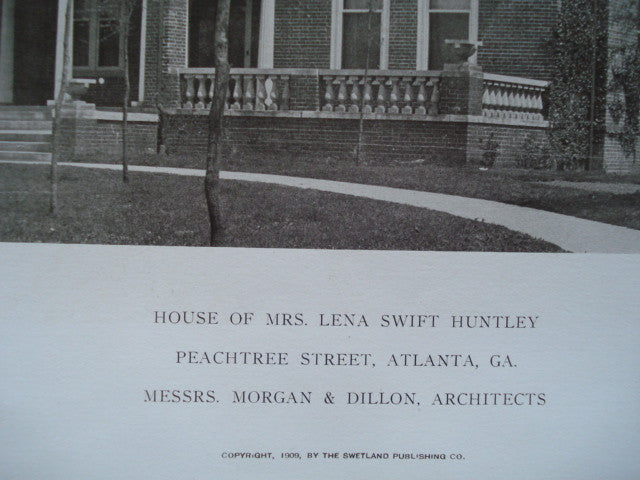 HOUSE OF MRS. LENA SWIFT HUNTLEY
PEACHTREE STREET, ATLANTA, GA.
MESSRS. MORGAN & DILLON, ARCHITECTS
COPYRIGHT, 1909, BY THE SWETLAND PUBLISHING CO.